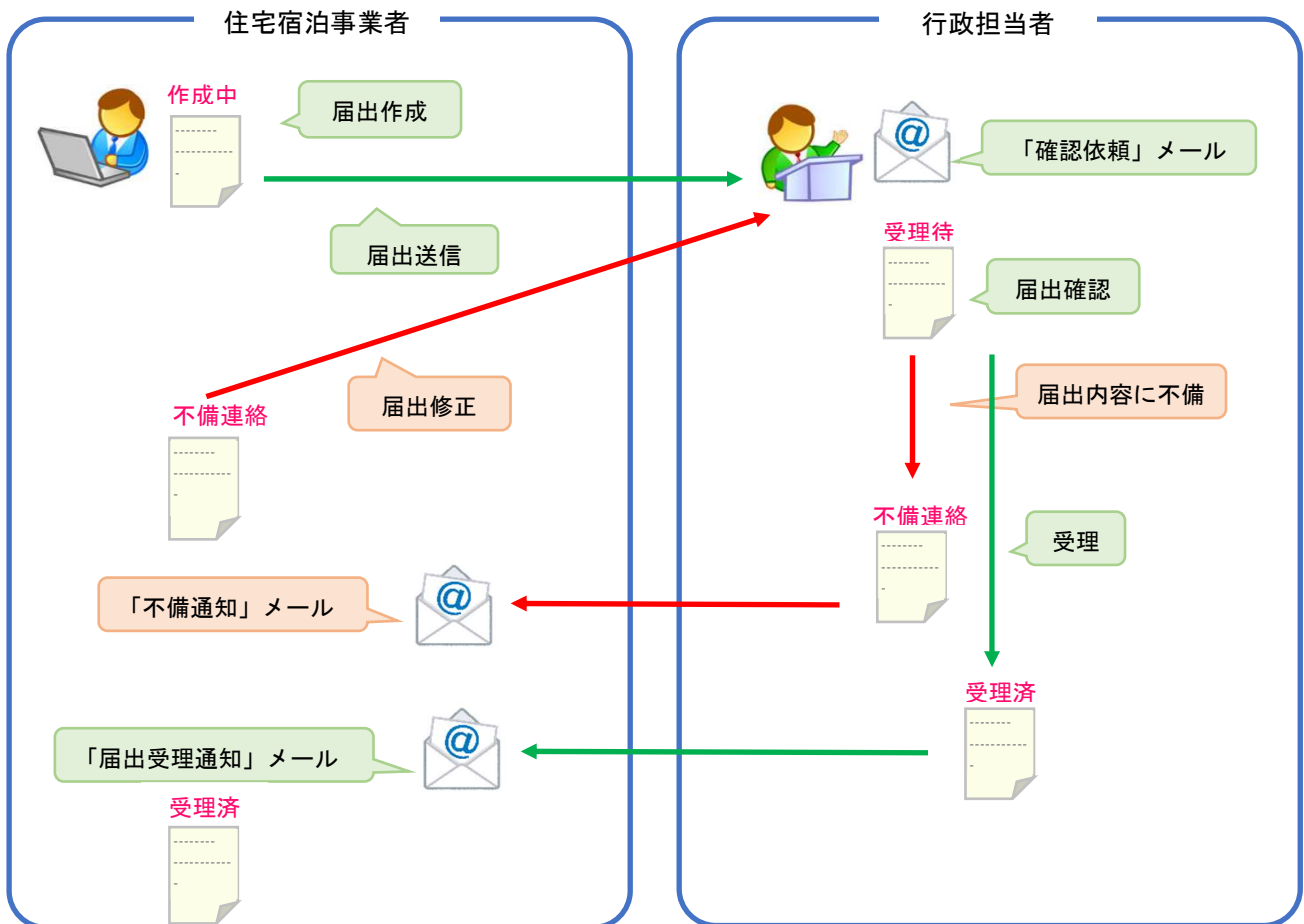 住宅宿泊事業者
行政担当者
作成中
届出作成
「確認依頼」メール
届出送信
受理待
届出確認
届出修正
届出内容に不備
不備連絡
不備連絡
受理
「不備通知」メール
受理済
「届出受理通知」メール
受理済